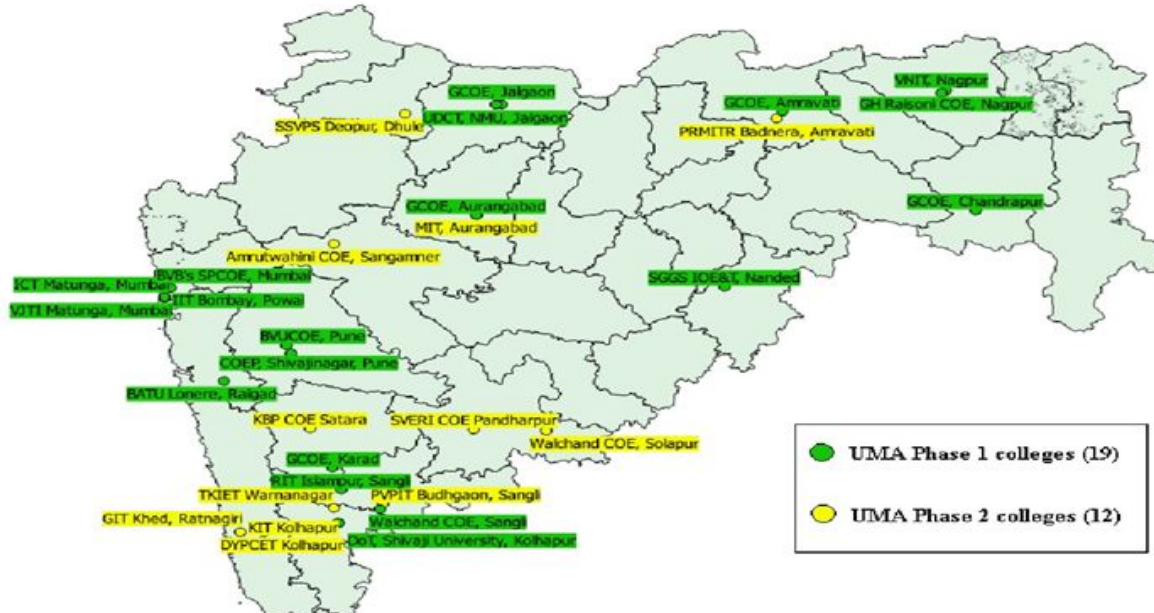 VNIT, Nagpur
GCOE, Jalgaon
GCOE, Amravati
GH Raisoni COE, Nagpur
SSVPS Deopur, Dhule
UDCT, NMU, Jalgaon
PRMITR Badnera, Amravati
GCOE, Aurangabad
GCOE, Chandrapur
MIT, Aurangabad
Amrutwahini COE, Sangamner
BVB's SPCOE, Mumbai
SGGS IOE&T, Nanded
ICT Matunga, Mumbai
IIT Bombay, Powai
VJTI Matunga, Mumbai
BVUCOE, Pune
COEP, Shivajinagar, Pune
BATU Lonere, Raigad
KBP COE Satara
SVERI COE Pandharpur
Walchand COE, Solapur
GCOE, Karad
RIT Islampur, Sangli
TKIET Warnanagar
PVPIT Budhgaon, Sangli
GIT Khed, Ratnagiri
KIT Kolhapur
Walchand COE, Sangli
DYPCET Kolhapur
DoT, Shivaji University, Kolhapur
UMA Phase 1 colleges (19)
UMA Phase 2 colleges (12)